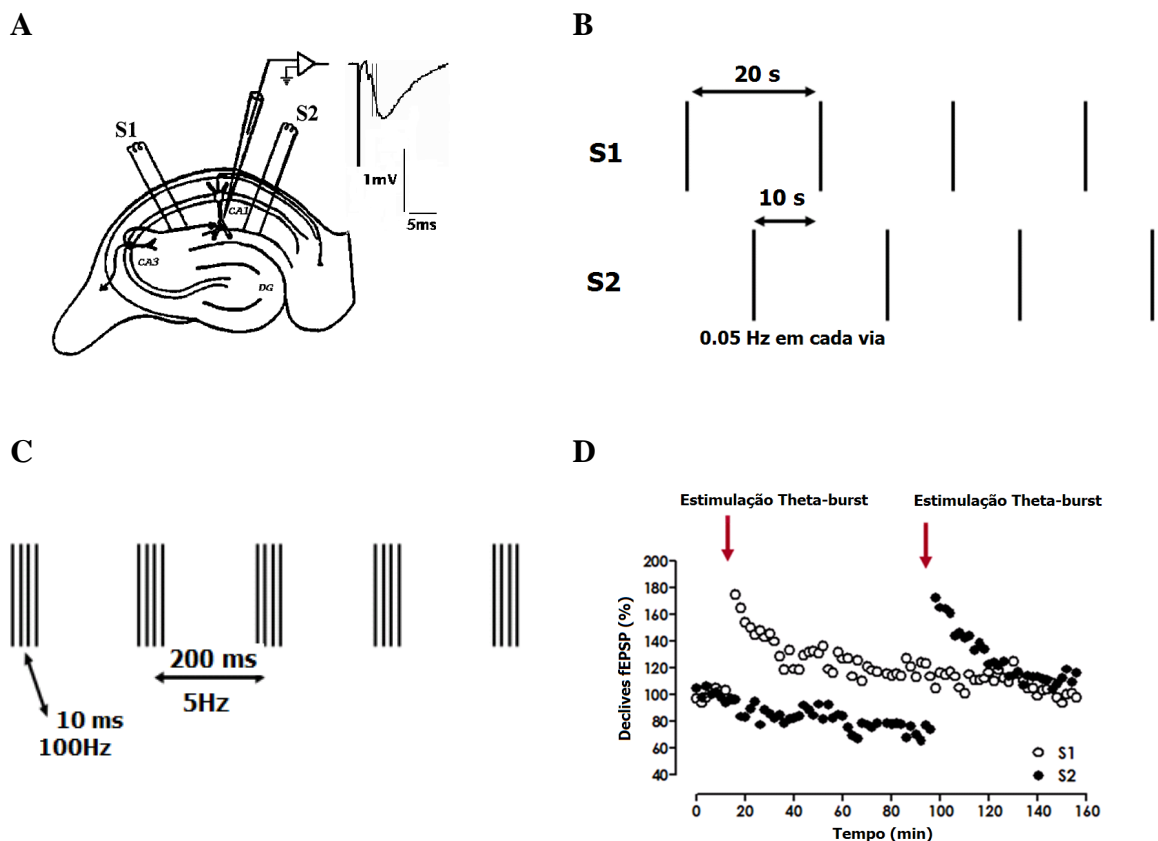 A
S1
S2
CA1
CA3
DG
1mV
5ms
B
20 s
S1
10 s
S2
0.05 Hz em cada via
C
200 ms
5Hz
10 ms
100Hz
D
Estimulação Theta-burst
Estimulação Theta-burst
Declives fEPSP (%)
200
180
160
140
120
100
80
60
40
S1
S2
0 20 40 60 80 100 120 140 160
Tempo (min)